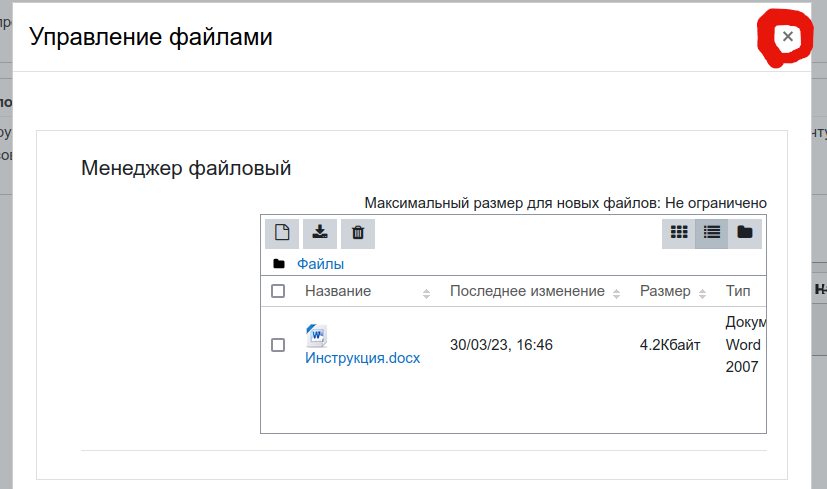 Управление файлами
Менеджер файловый
Максимальный размер для новых файлов: Не ограничено
Файлы
Название Последнее изменение Размер Тип
Инструкция.docx 30/03/23, 16:46 4.2Кбайт Докум
Word
2007